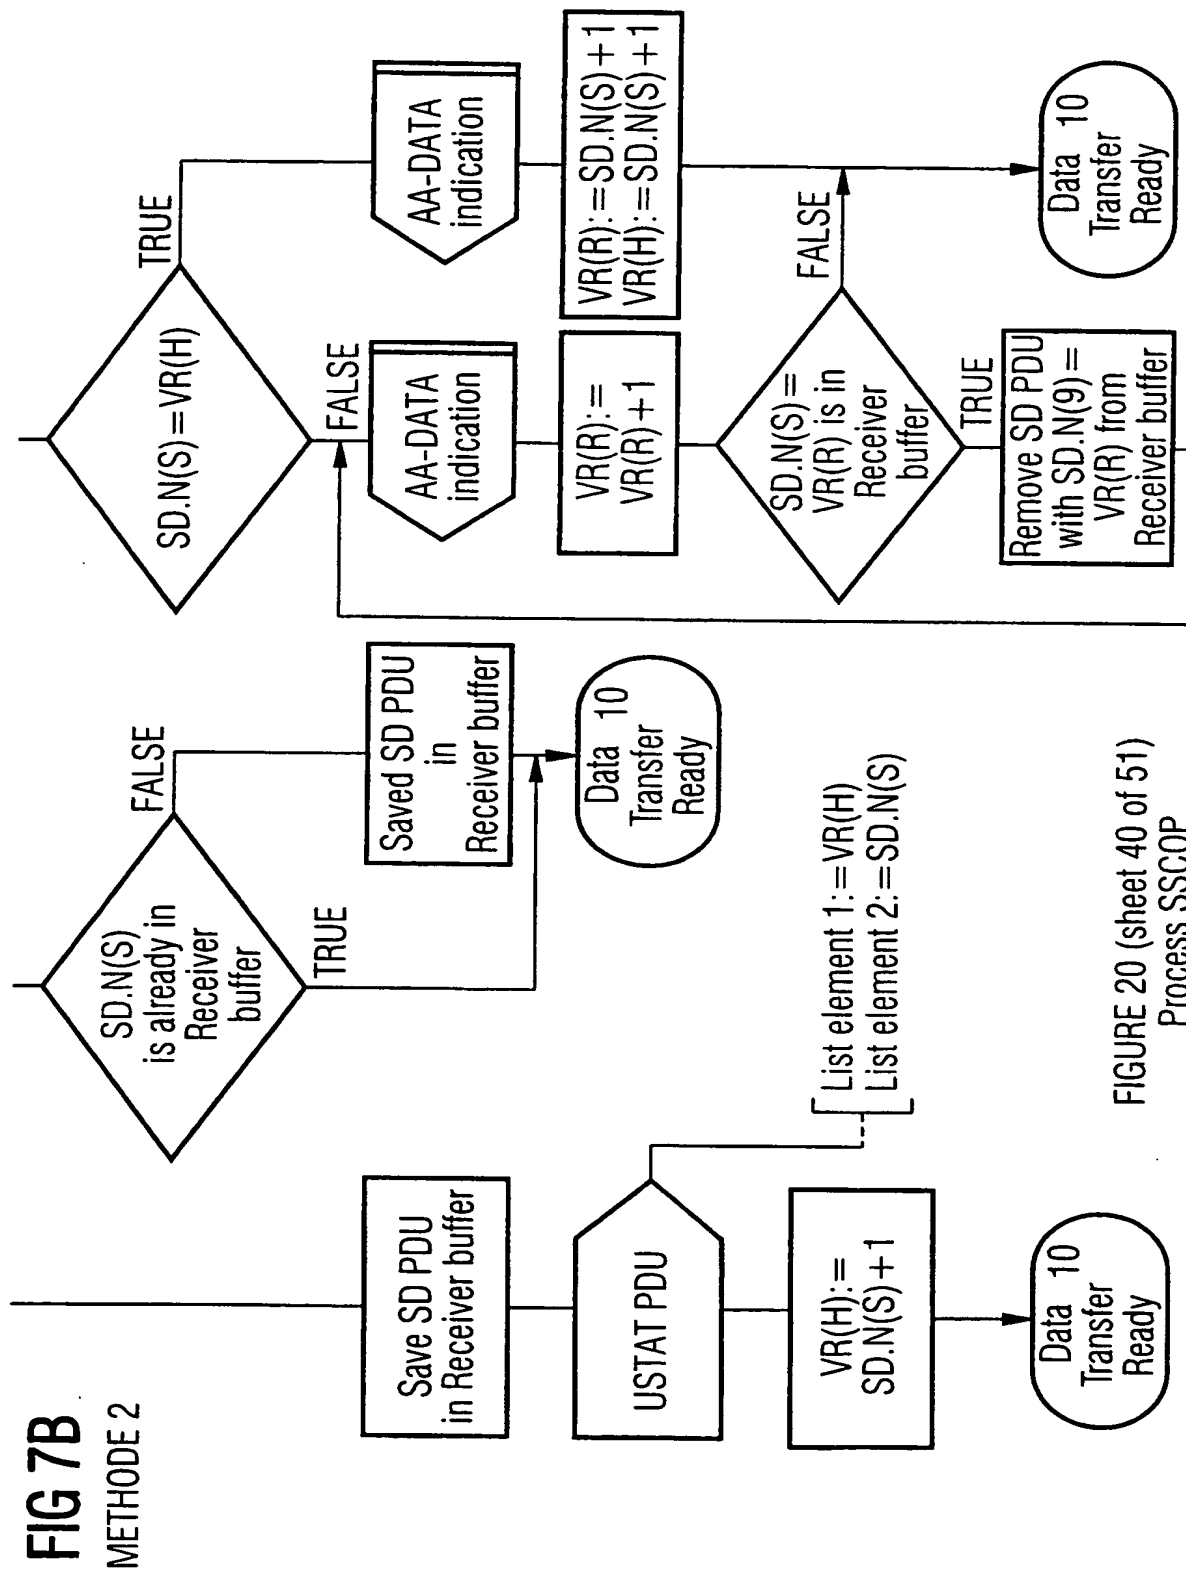 FIG 7B
METHODE 2
Save SD PDU
in Receiver buffer
USTAT PDU
List element 1:=VR(H)
List element 2:=SD.N(S)
VR(H):=
SD.N(S)+1
Data 10
Transfer
Ready
SD.N(S)
is already in
Receiver
buffer
FALSE
TRUE
Saved SD PDU
in
Receiver buffer
Data 10
Transfer
Ready
SD.N(S)=VR(H)
TRUE
FALSE
AA-DATA
indication
AA-DATA
indication
VR(R):=
VR(R)+1
VR(R):=SD.N(S)+1
VR(H):=SD.N(S)+1
SD.N(S)=
VR(R) is in
Receiver
buffer
FALSE
TRUE
Remove SD PDU
with SD.N(9)=
VR(R) from
Receiver buffer
Data 10
Transfer
Ready
FIGURE 20 (sheet 40 of 51)
Process SSCOP